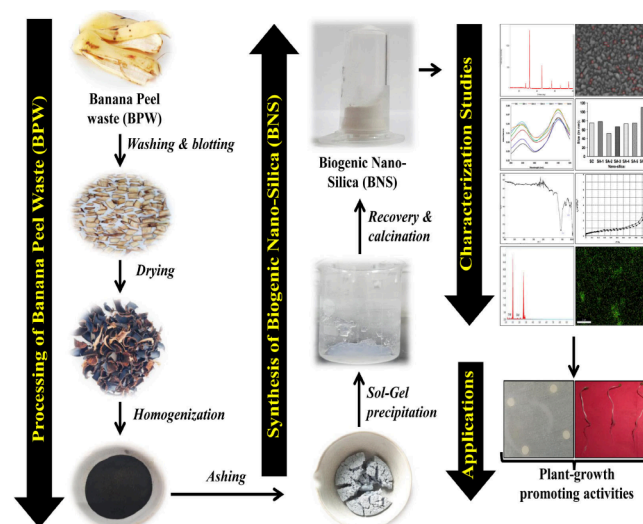 Processing of Banana Peel Waste (BPW)
Banana Peel
waste (BPW)
Washing & blotting
Drying
Homogenization
Ashing
Synthesis of Biogenic Nano-Silica (BNS)
Biogenic Nano-
Silica (BNS)
Recovery &
calcination
Sol-Gel
precipitation
Characterization Studies
Applications
Plant-growth
promoting activities